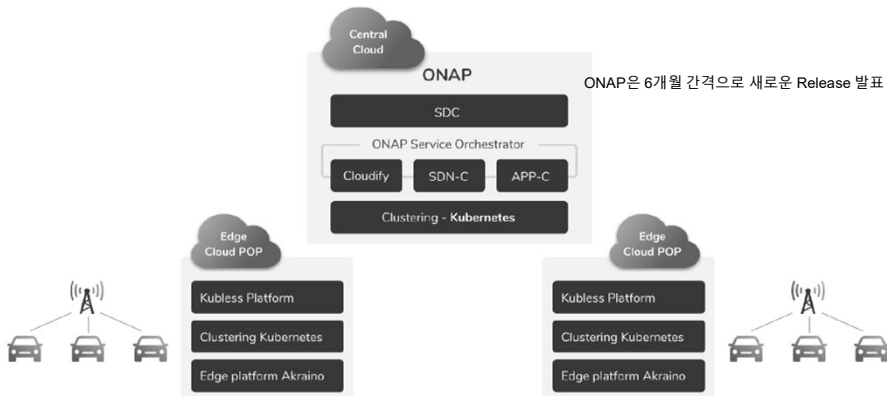 Central
Cloud
ONAP
ONAP은 6개월 간격으로 새로운 Release 발표
SDC
ONAP Service Orchestrator
Cloudify
SDN-C
APP-C
Clustering - Kubernetes
Edge
Cloud POP
Kubless Platform
Clustering Kubernetes
Edge platform Akraino
Edge
Cloud POP
Kubless Platform
Clustering Kubernetes
Edge platform Akraino